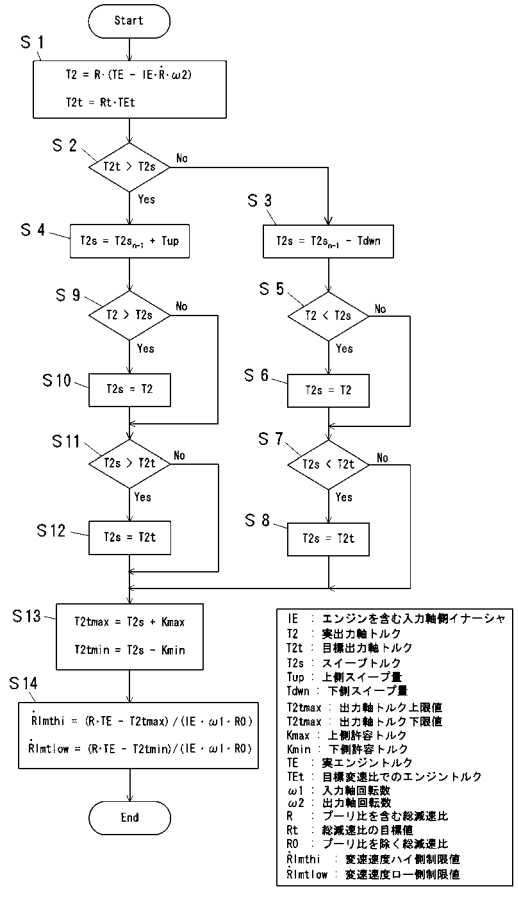 Start
S1
T2 = R·(TE − IE·Ṙ·ω2)
T2t = Rt·TEt
S2
T2t > T2s
No
Yes
S3
T2s = T2sn-1 − Tdwn
S4
T2s = T2sn-1 + Tup
S5
T2 < T2s
No
Yes
S9
T2 > T2s
No
Yes
S6
T2s = T2
S10
T2s = T2
S7
T2s < T2t
No
Yes
S11
T2s > T2t
No
Yes
S8
T2s = T2t
S12
T2s = T2t
S13
T2tmax = T2s + Kmax
T2tmin = T2s − Kmin
S14
Ṙlmthi = (R·TE − T2tmax)/(IE·ω1·R0)
Ṙlmtlow = (R·TE − T2tmin)/(IE·ω1·R0)
End
IE : エンジンを含む入力軸側イナーシャ
T2 : 実出力軸トルク
T2t : 目標出力軸トルク
T2s : スイープトルク
Tup : 上側スイープ量
Tdwn : 下側スイープ量
T2tmax : 出力軸トルク上限値
T2tmax : 出力軸トルク下限値
Kmax : 上側許容トルク
Kmin : 下側許容トルク
TE : 実エンジントルク
TEt : 目標変速比でのエンジントルク
ω1 : 入力軸回転数
ω2 : 出力軸回転数
R : プーリ比を含む総減速比
Rt : 総減速比の目標値
R0 : プーリ比を除く総減速比
Ṙlmthi : 変速速度ハイ側制限値
Ṙlmtlow : 変速速度ロー側制限値